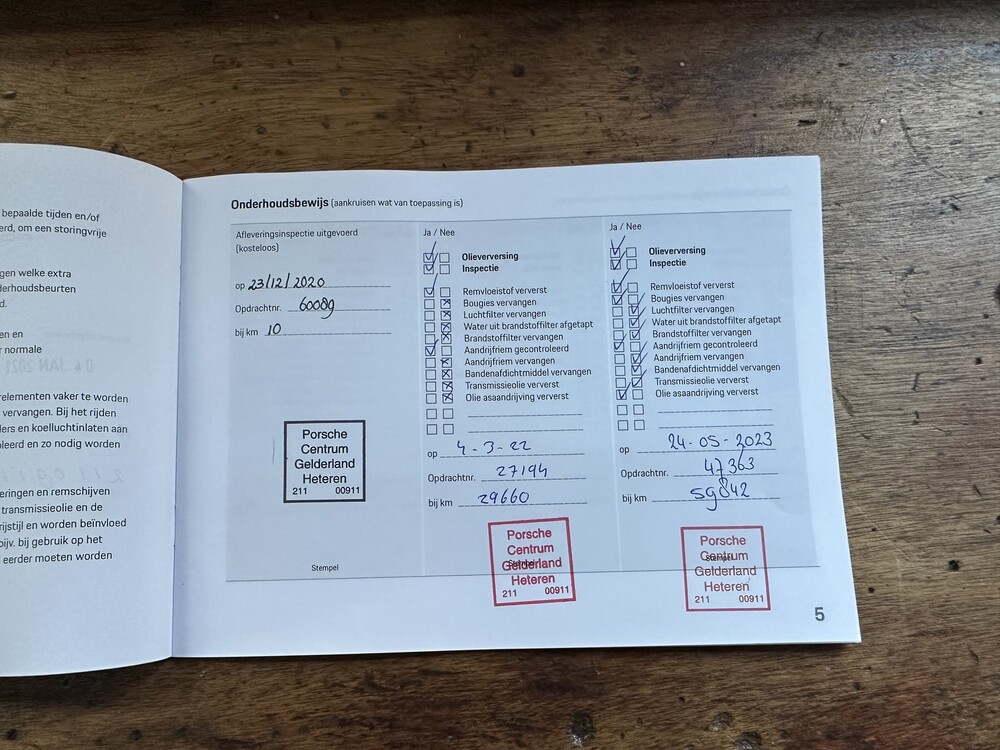 bepaalde tijden en/of
erd, om een storingvrije
gen welke extra
derhoudsbeurten
d.
en en
r normale
relementen vaker te worden
vervangen. Bij het rijden
ers en koelluchtinlaten aan
oleerd en zo nodig worden
eringen en remschijven
transmissieolie en de
rijstijl en worden beïnvloed
bijv. bij gebruik op het
eerder moeten worden
Onderhoudsbewijs (aankruisen wat van toepassing is)
Afleveringsinspectie uitgevoerd
(kosteloos)
op 23/12/2020
Opdrachtnr. 60089
bij km 10
Porsche
Centrum
Gelderland
Heteren
211 00911
Stempel
Ja / Nee
Olieverversing
Inspectie
Remvloeistof ververst
Bougies vervangen
Luchtfilter vervangen
Water uit brandstoffilter afgetapt
Brandstoffilter vervangen
Aandrijfriem gecontroleerd
Aandrijfriem vervangen
Bandenafdichtmiddel vervangen
Transmissieolie ververst
Olie asaandrijving ververst
op 4-3-22
Opdrachtnr. 27194
bij km 29660
Porsche
Centrum
Gelderland
Heteren
211 00911
Ja / Nee
Olieverversing
Inspectie
Remvloeistof ververst
Bougies vervangen
Luchtfilter vervangen
Water uit brandstoffilter afgetapt
Brandstoffilter vervangen
Aandrijfriem gecontroleerd
Aandrijfriem vervangen
Bandenafdichtmiddel vervangen
Transmissieolie ververst
Olie asaandrijving ververst
op 24-05-2023
Opdrachtnr. 47363
bij km 59842
Stempel
Porsche
Centrum
Gelderland
Heteren
211 00911
5